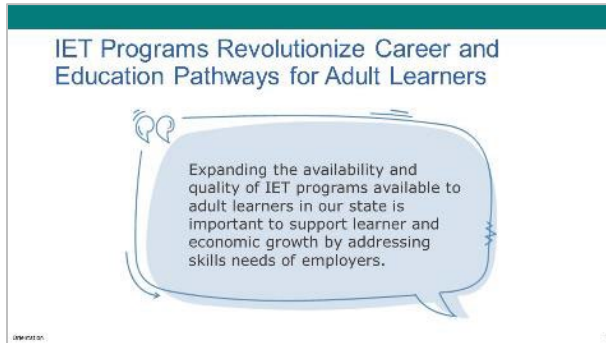 IET Programs Revolutionize Career and
Education Pathways for Adult Learners
Expanding the availability and
quality of IET programs available to
adult learners in our state is
important to support learner and
economic growth by addressing
skills needs of employers.
Orientation